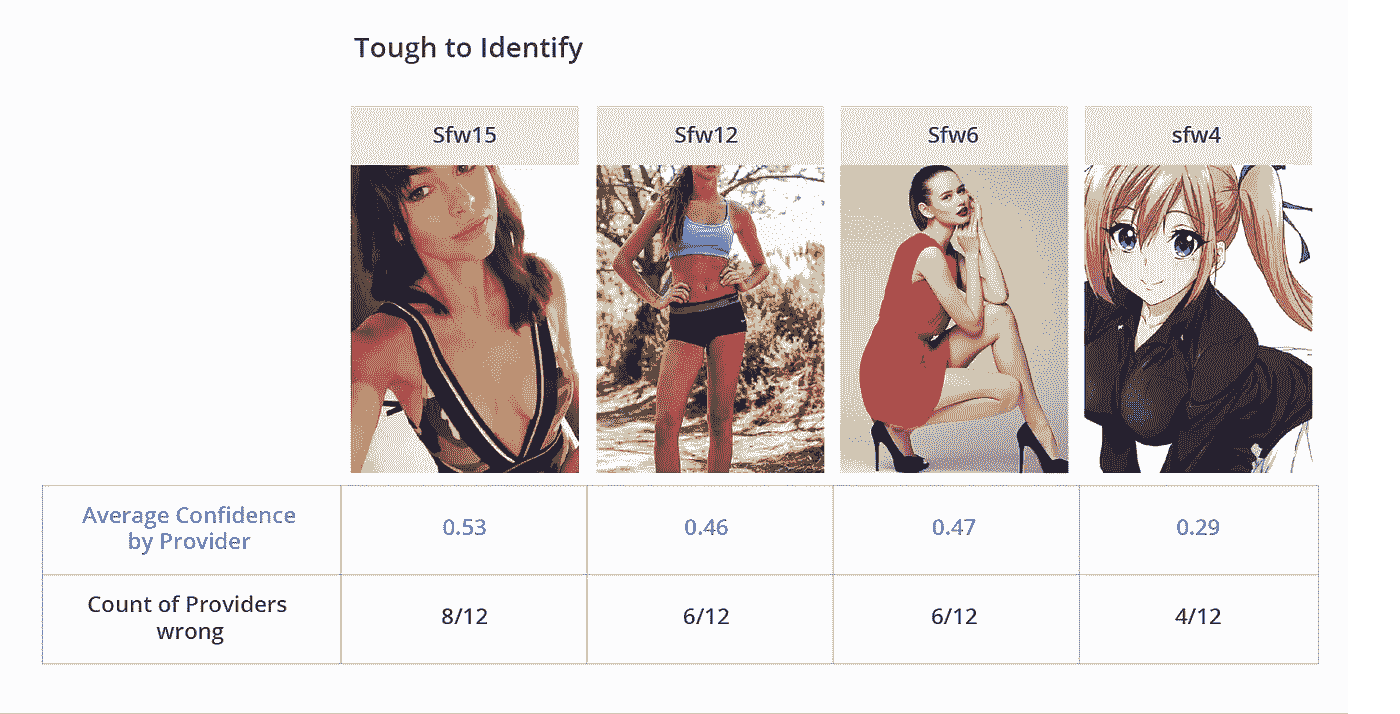 Tough to Identify
Sfw15 Sfw12 Sfw6 sfw4
Average Confidence
by Provider
0.53 0.46 0.47 0.29
Count of Providers
wrong
8/12 6/12 6/12 4/12